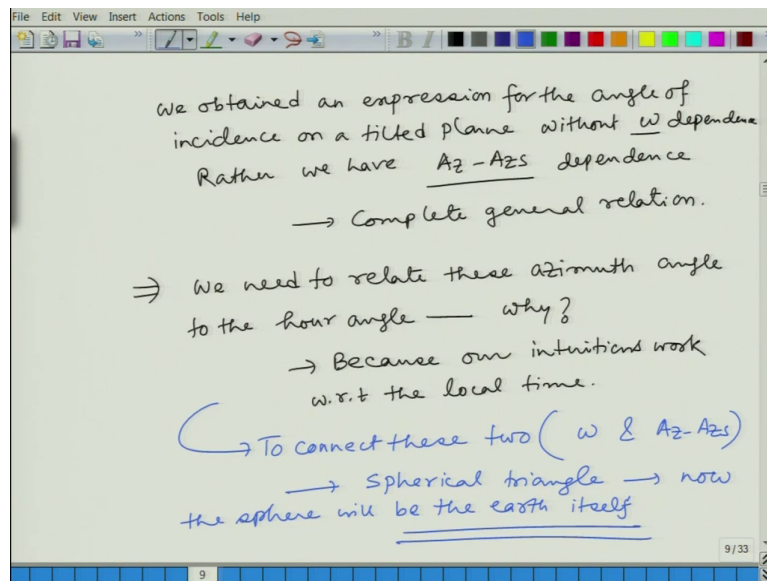 File Edit View Insert Actions Tools Help
B I
we obtained an expression for the angle of
incidence on a tilted planne without ω dependence
Rather we have Az - Azs dependence
→ Complete general relation.
⇒ we need to relate these azimuth angle
to the hour angle — why?
→ Because our intuitions work
w.r.t the local time.
→ To connect these two ( ω & Az-Azs)
→ Spherical triangle → now
the sphere will be the earth itself
9/33
9